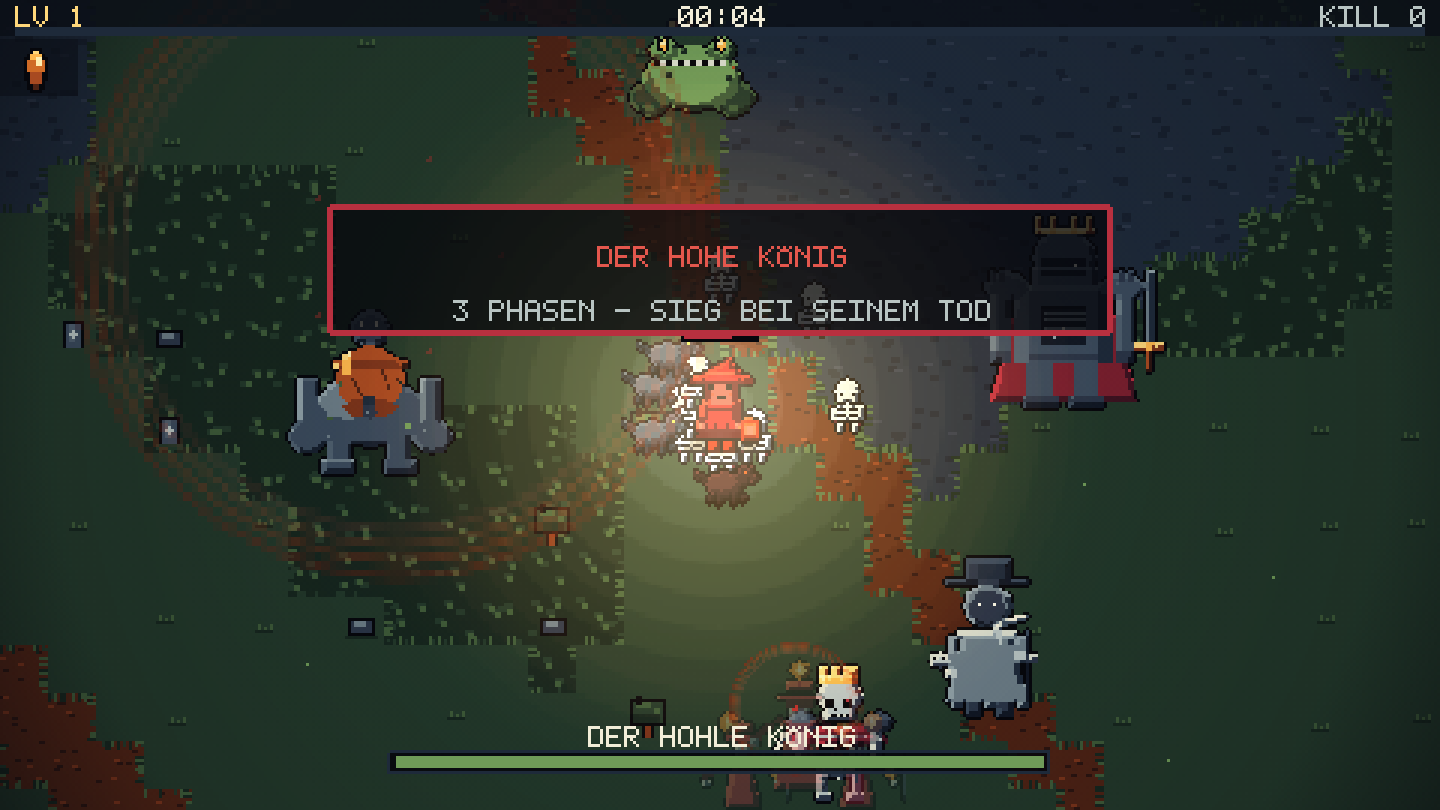 LV 1
00:04
KILL 0
DER HOHE KÖNIG
3 PHASEN – SIEG BEI SEINEM TOD
DER HOHLE KÖNIG